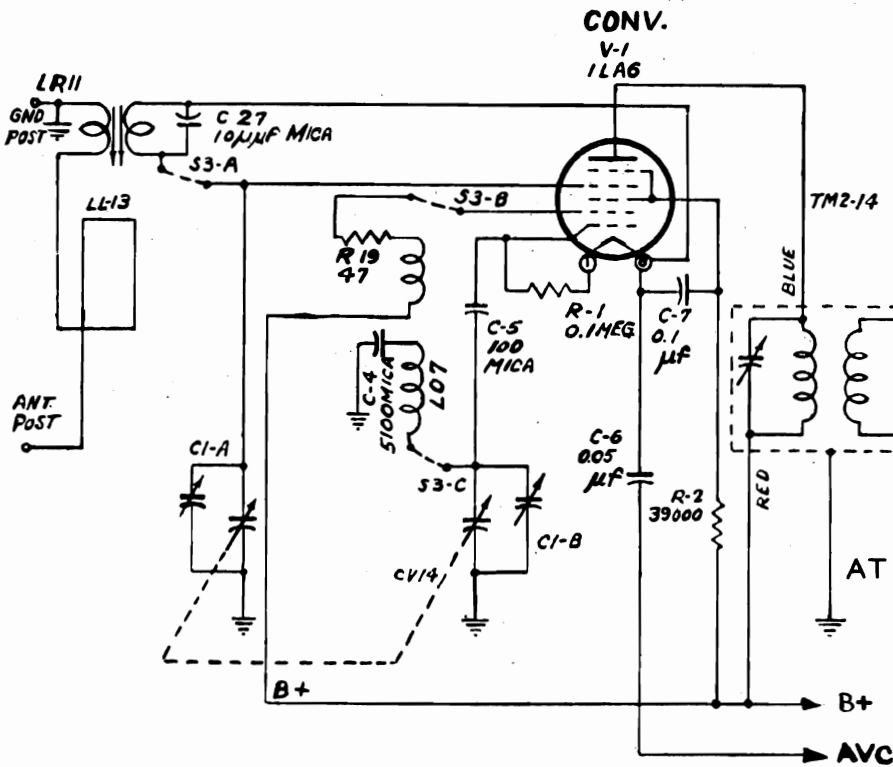 CONV.
V-1
1LA6
LR11
GND
POST
C 27
10µµF MICA
S3-A
LL-13
S3-B
TM2-14
R 19
47
BLUE
R-1
0.1MEG
C-7
0.1
µf
C-5
100
MICA
C-4
5100MICA
L07
ANT.
POST
C1-A
C-6
0.05
µf
S3-C
R-2
39000
RED
C1-B
CV14
AT
B+
B+
AVC